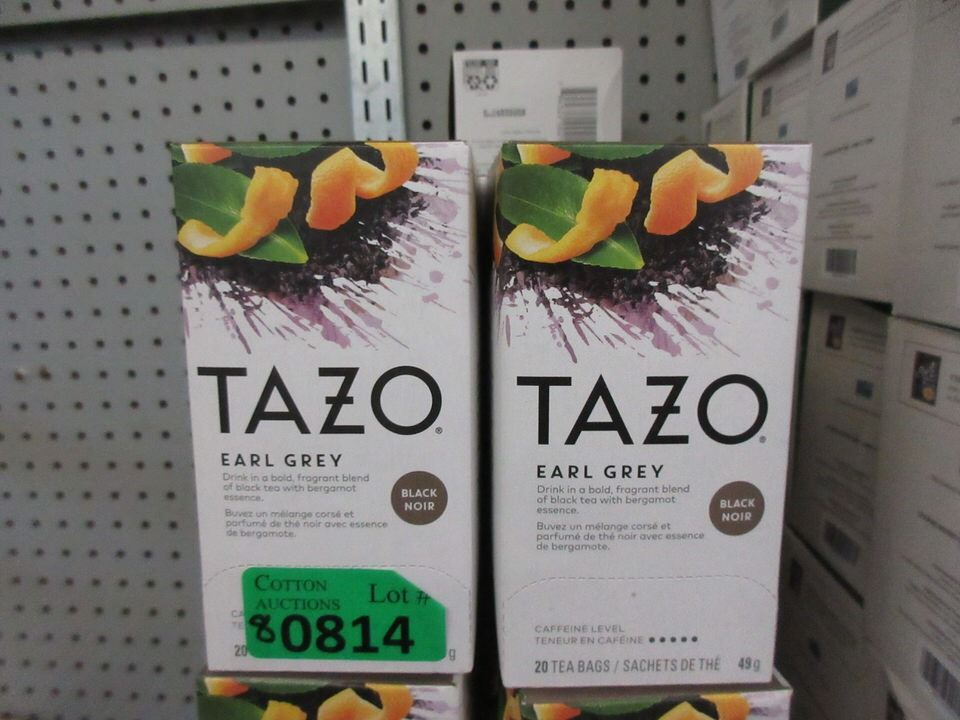 TAZO®
EARL GREY
Drink in a bold, fragrant blend
of black tea with bergamot
essence.
Buvez un mélange corsé et
parfumé de thé noir avec essence
de bergamote.
BLACK
NOIR
COTTON
AUCTIONS
Lot #
80814
20
g
TAZO®
EARL GREY
Drink in a bold, fragrant blend
of black tea with bergamot
essence.
Buvez un mélange corsé et
parfumé de thé noir avec essence
de bergamote.
BLACK
NOIR
CAFFEINE LEVEL
TENEUR EN CAFÉINE
20 TEA BAGS / SACHETS DE THÉ 49 g